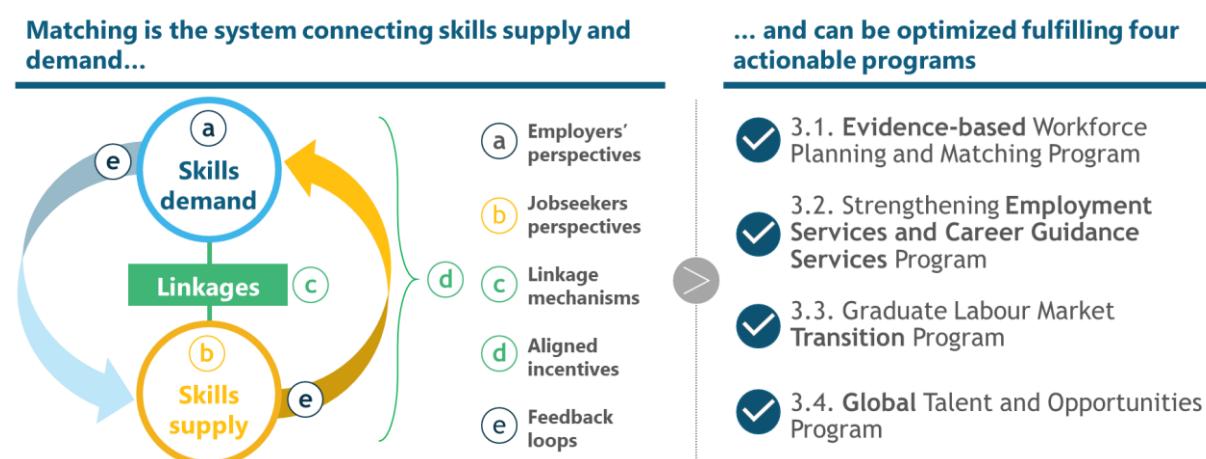 Matching is the system connecting skills supply and
demand...
a
Skills
demand
e
Linkages
c
b
Skills
supply
e
d
a
Employers’
perspectives
b
Jobseekers
perspectives
c
Linkage
mechanisms
d
Aligned
incentives
e
Feedback
loops
>
... and can be optimized fulfilling four
actionable programs
3.1. Evidence-based Workforce
Planning and Matching Program
3.2. Strengthening Employment
Services and Career Guidance
Services Program
3.3. Graduate Labour Market
Transition Program
3.4. Global Talent and Opportunities
Program